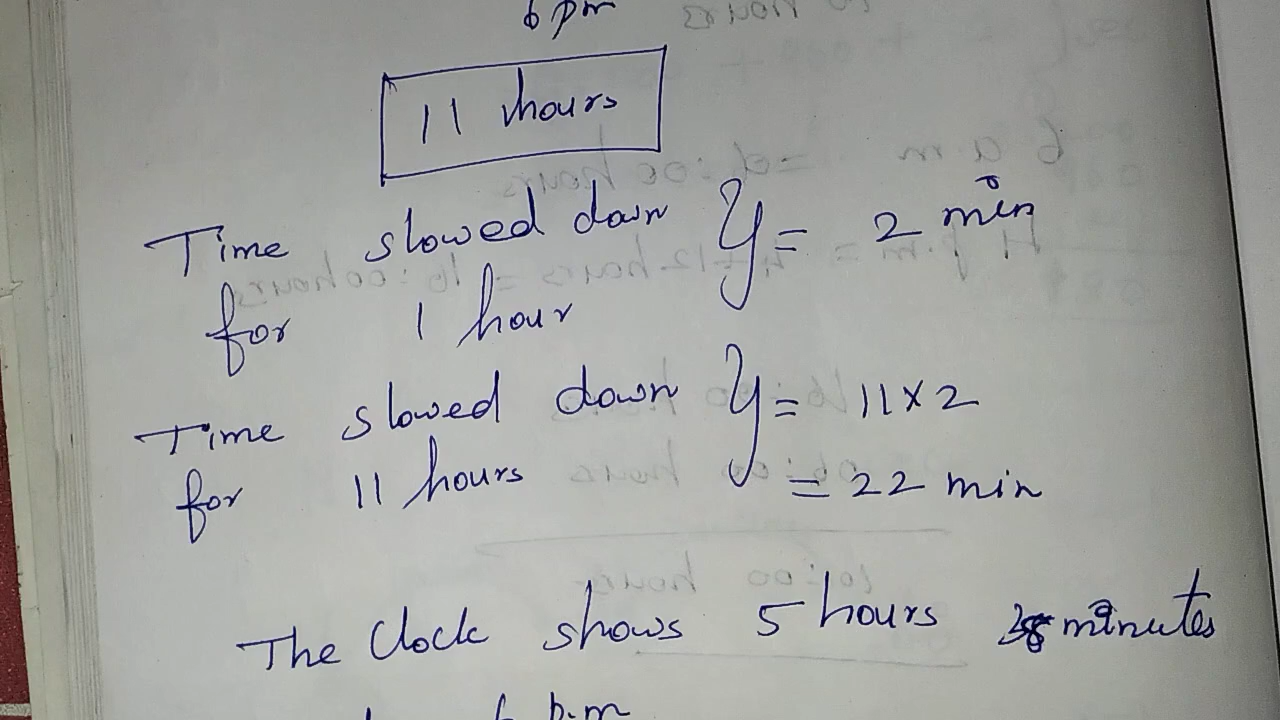 6 pm
11 hours
Time slowed down } = 2 min
for 1 hour
Time slowed down } = 11 x 2
for 11 hours = 22 min
The Clock shows 5 hours 38 minutes
6 p.m